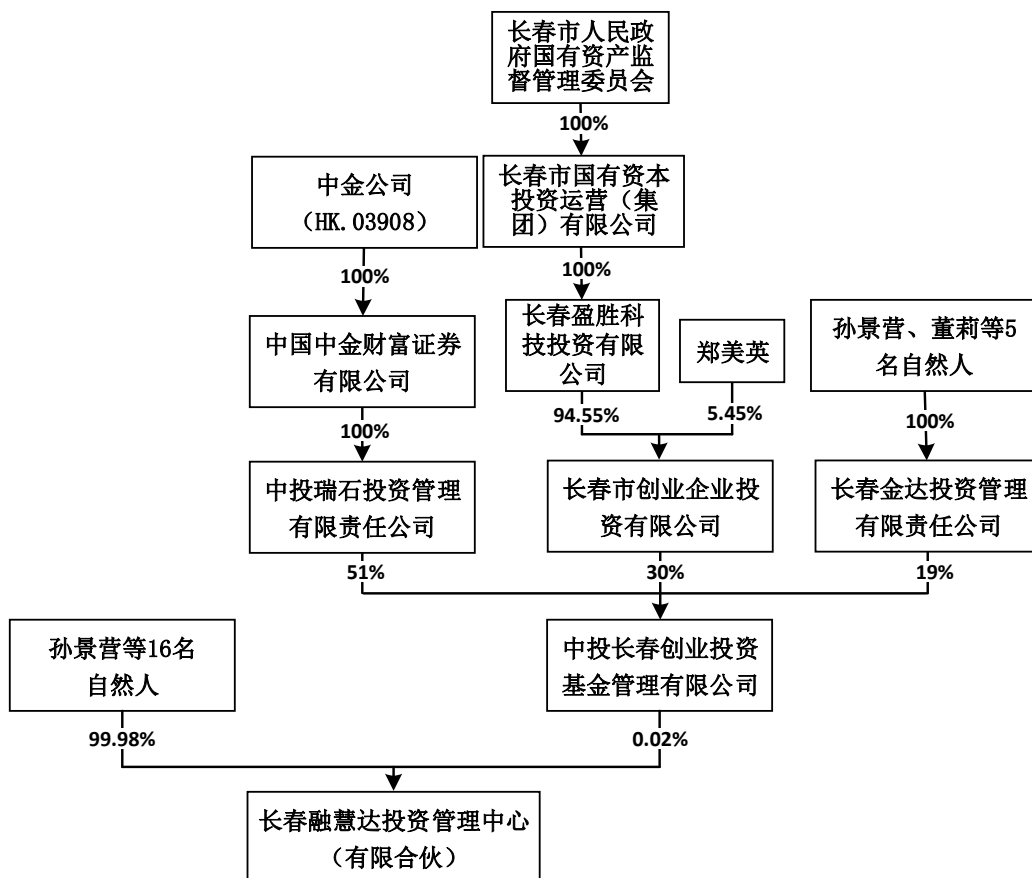 长春市人民政
府国有资产监
督管理委员会
100%
中金公司
（HK.03908）
长春市国有资本
投资运营（集
团）有限公司
100%
100%
中国中金财富证券
有限公司
长春盈胜科
技投资有限
公司
郑美英
孙景营、董莉等5
名自然人
100%
94.55%
5.45%
100%
中投瑞石投资管理
有限责任公司
长春市创业企业投
资有限公司
长春金达投资管理
有限责任公司
51%
30%
19%
孙景营等16名
自然人
中投长春创业投资
基金管理有限公司
99.98%
0.02%
长春融慧达投资管理中心
（有限合伙）